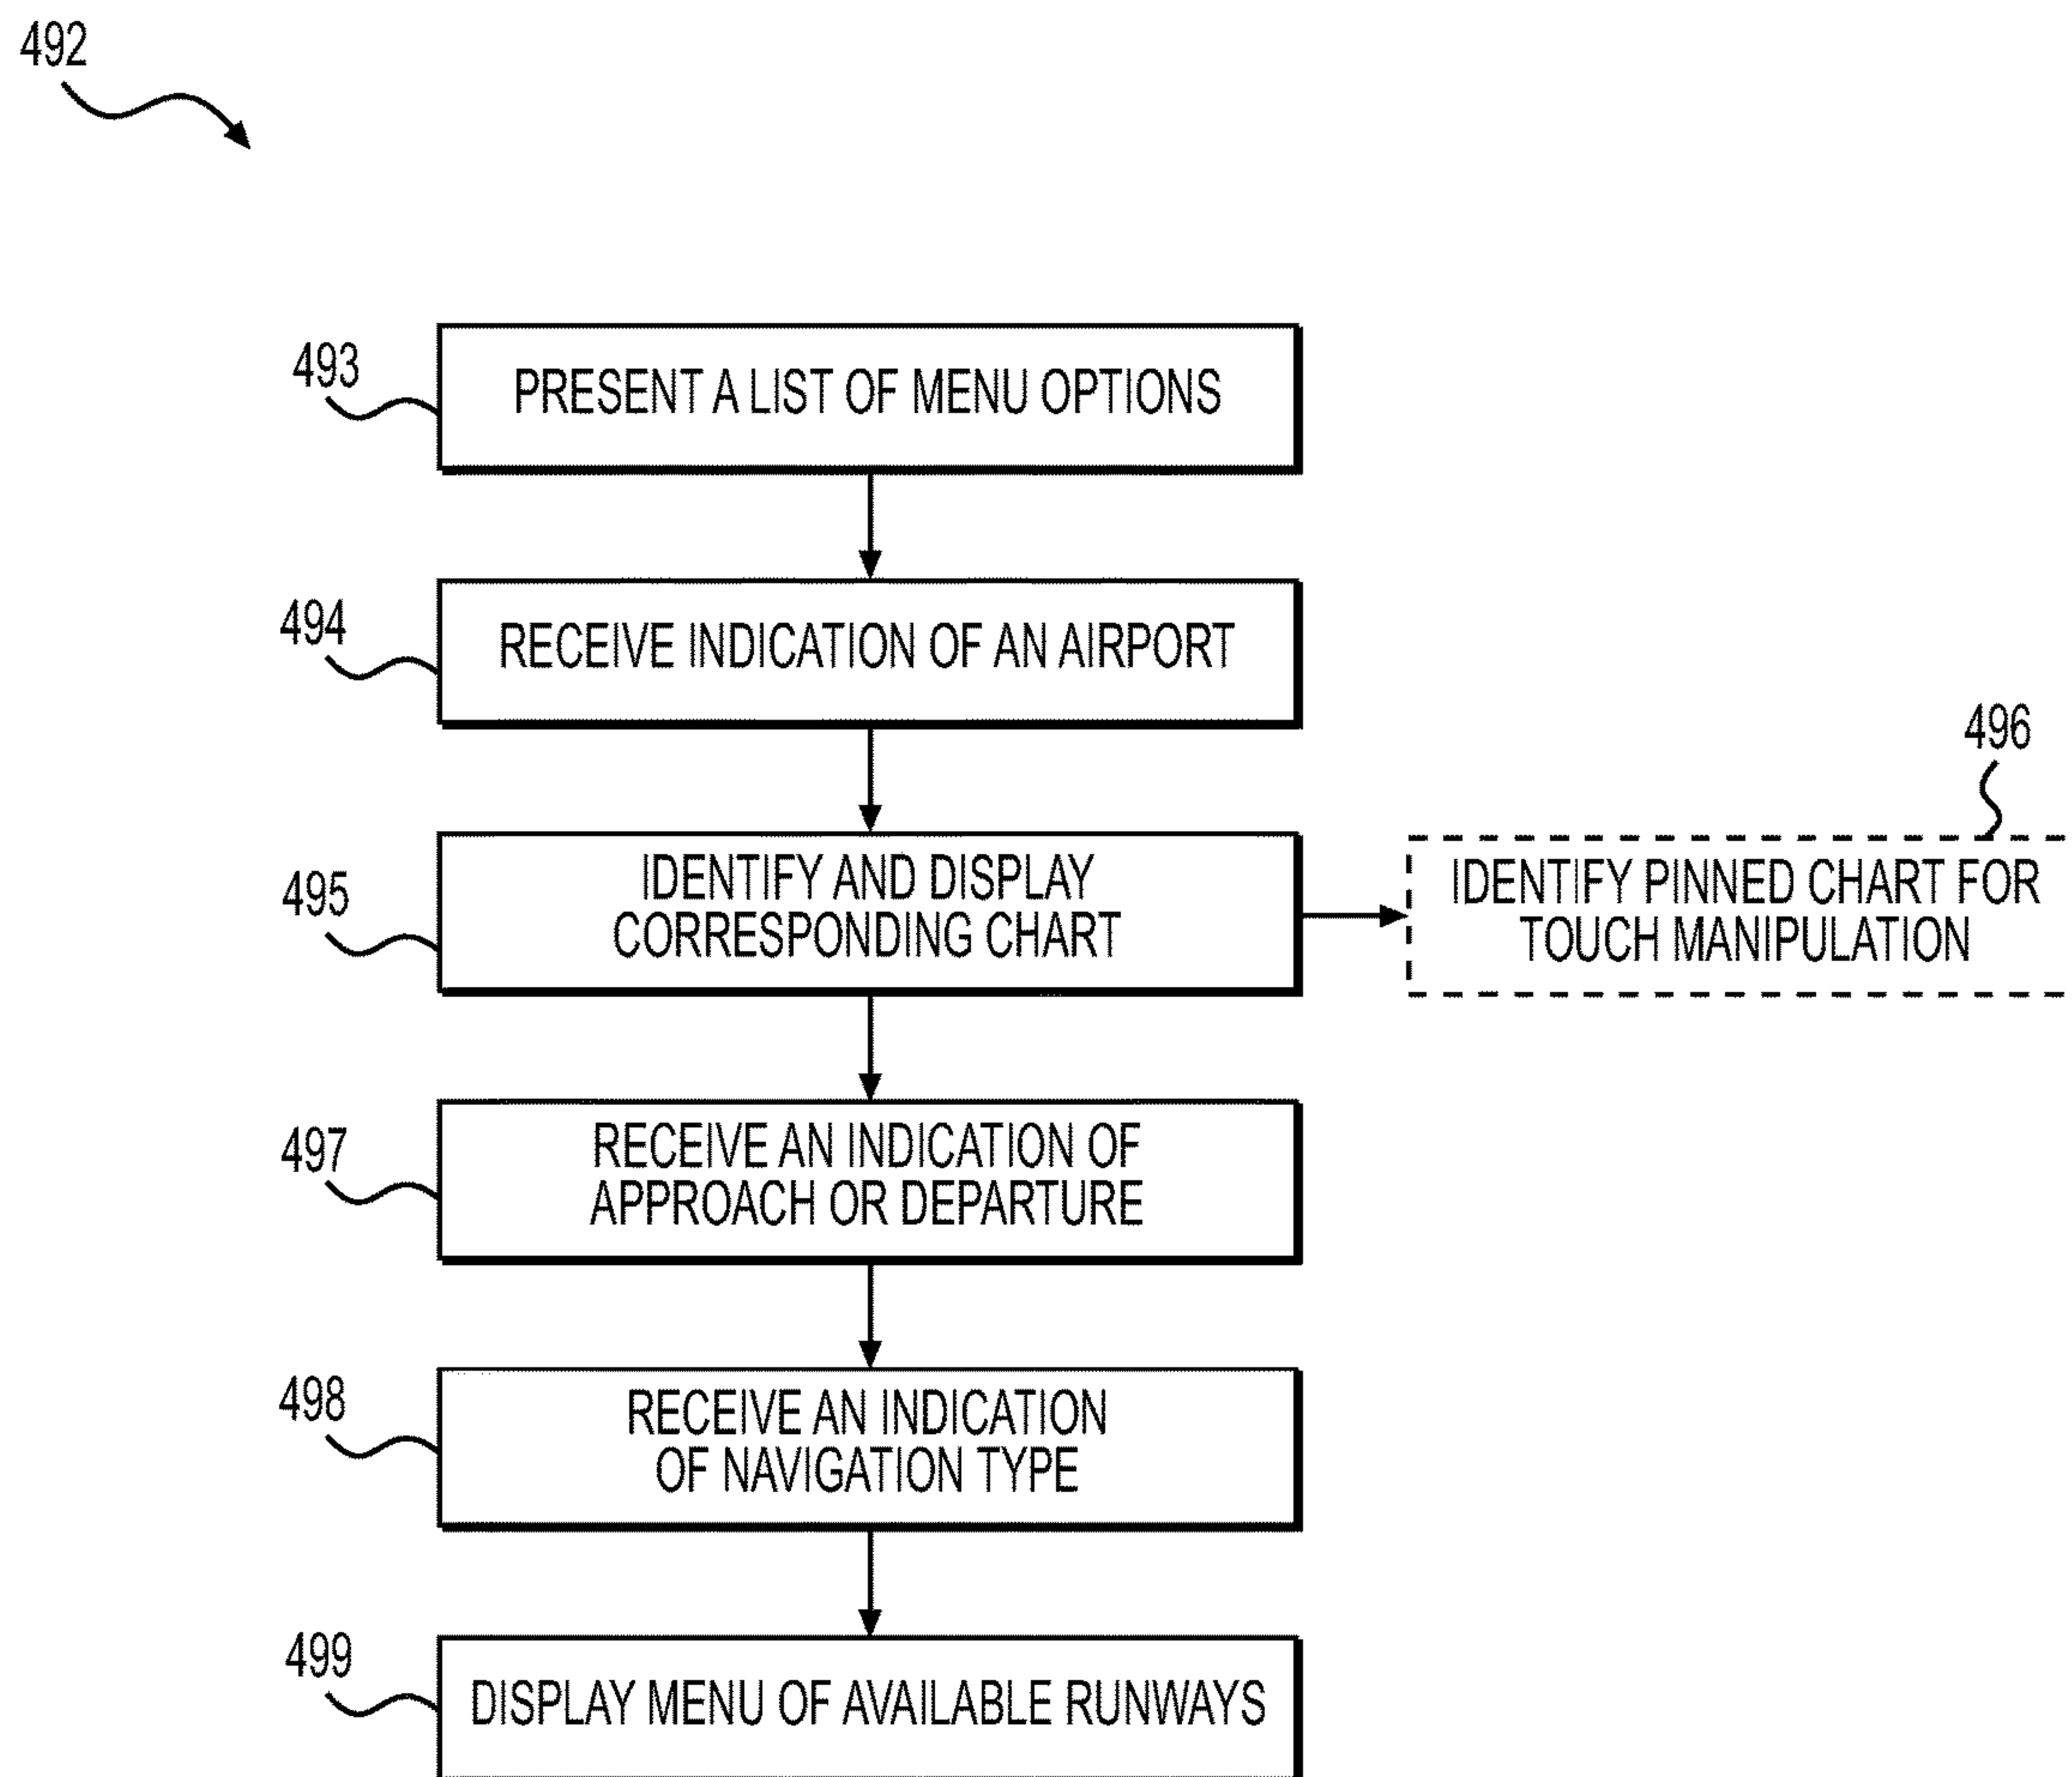 492
493
PRESENT A LIST OF MENU OPTIONS
494
RECEIVE INDICATION OF AN AIRPORT
495
IDENTIFY AND DISPLAY
CORRESPONDING CHART
496
IDENTIFY PINNED CHART FOR
TOUCH MANIPULATION
497
RECEIVE AN INDICATION OF
APPROACH OR DEPARTURE
498
RECEIVE AN INDICATION
OF NAVIGATION TYPE
499
DISPLAY MENU OF AVAILABLE RUNWAYS